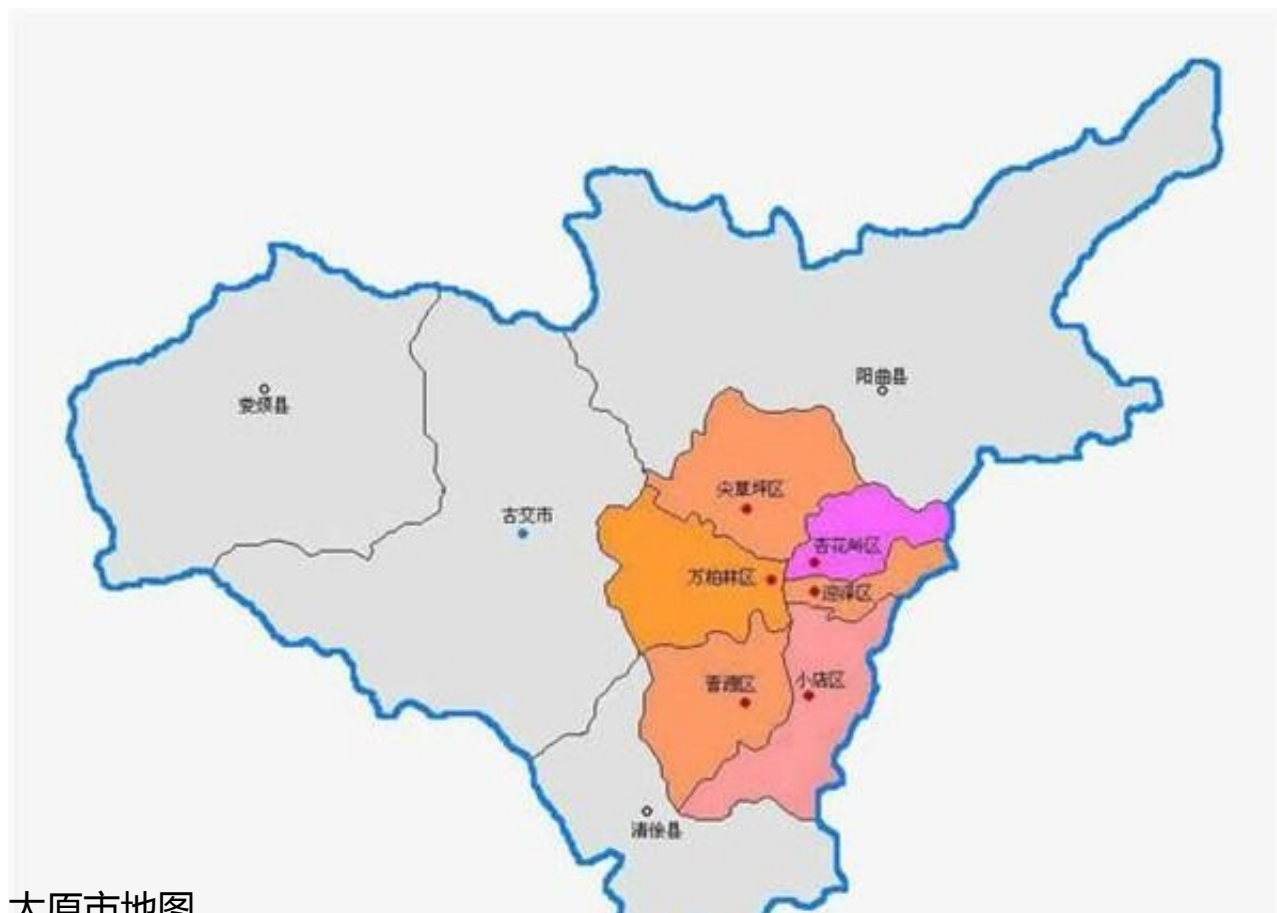 阳曲县
娄烦县
尖草坪区
古交市
杏花岭区
万柏林区
迎泽区
小店区
晋源区
清徐县
太原市地图